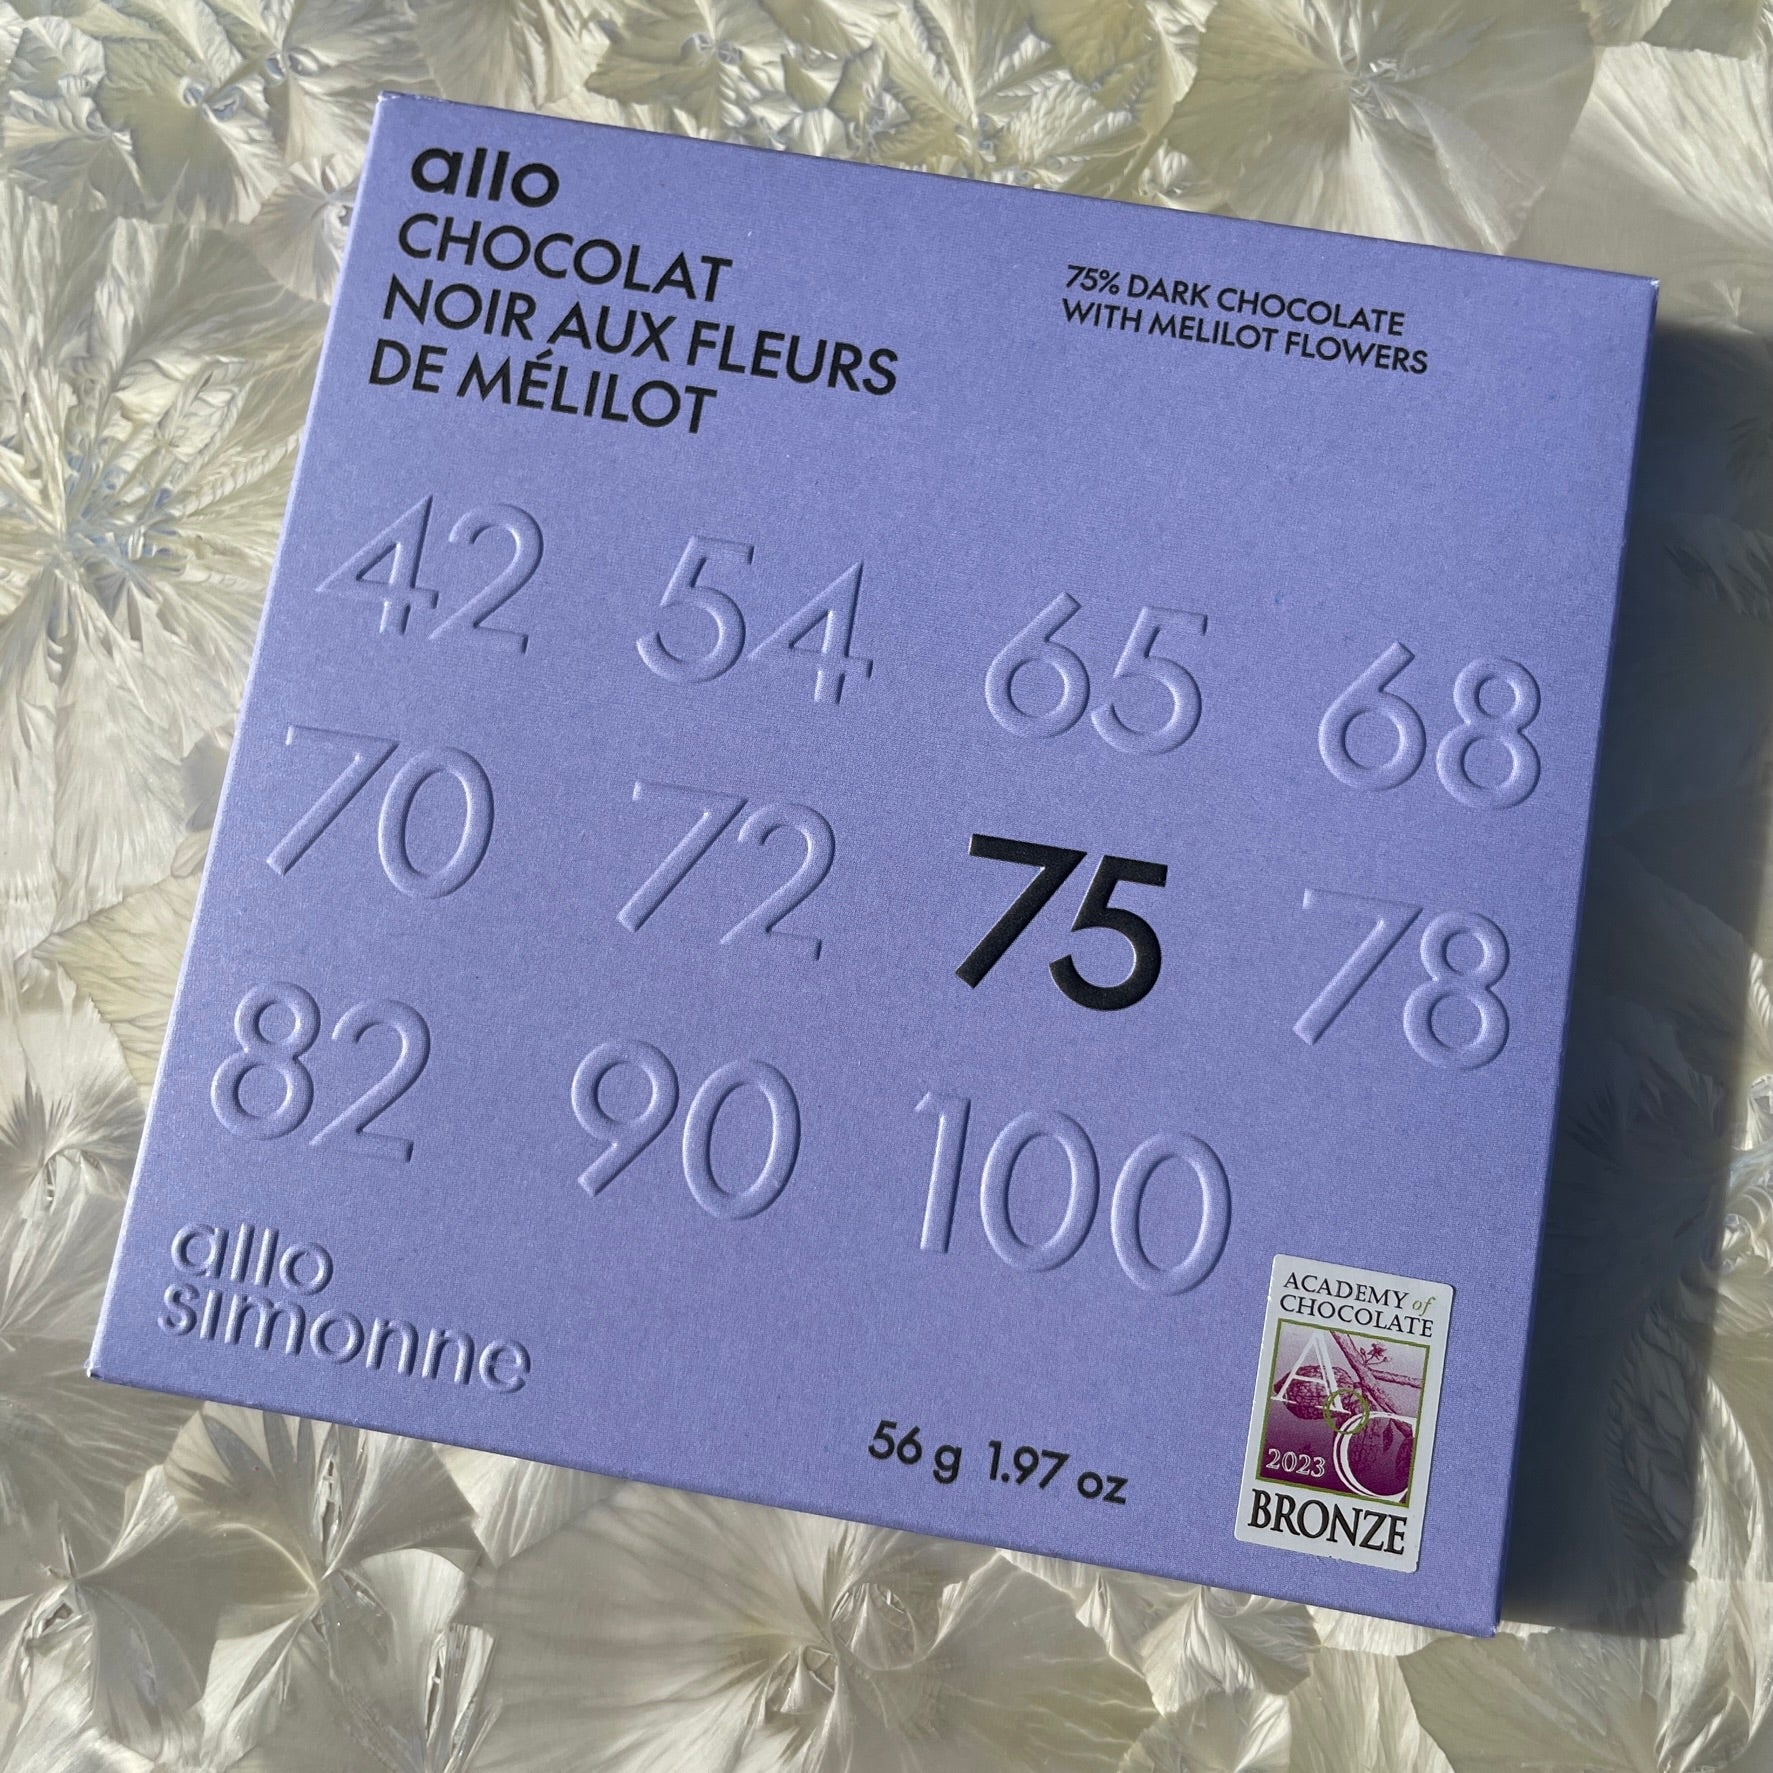 allo
CHOCOLAT
NOIR AUX FLEURS
DE MÉLILOT
75% DARK CHOCOLATE
WITH MELILOT FLOWERS
42 54 65 68
70 72 75 78
82 90 100
allo
simonne
56 g 1.97 oz
ACADEMY of
CHOCOLATE
AoC
2023
BRONZE